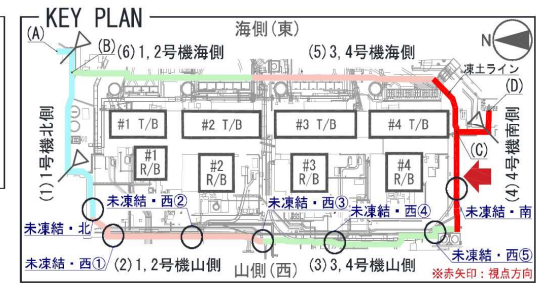 KEY PLAN
海側(東)
(A)
(B)
(6)1,2号機海側
(5)3,4号機海側
N
凍土ライン
(D)
#1 T/B
#2 T/B
#3 T/B
#4 T/B
(1)1号機北側
#1
R/B
#2
R/B
#3
R/B
#4
R/B
(C)
(4)4号機南側
未凍結・西②
未凍結・西③
未凍結・西④
未凍結・南
未凍結・北
未凍結・西①
(2)1,2号機山側
山側(西)
(3)3,4号機山側
未凍結・西⑤
※赤矢印:視点方向